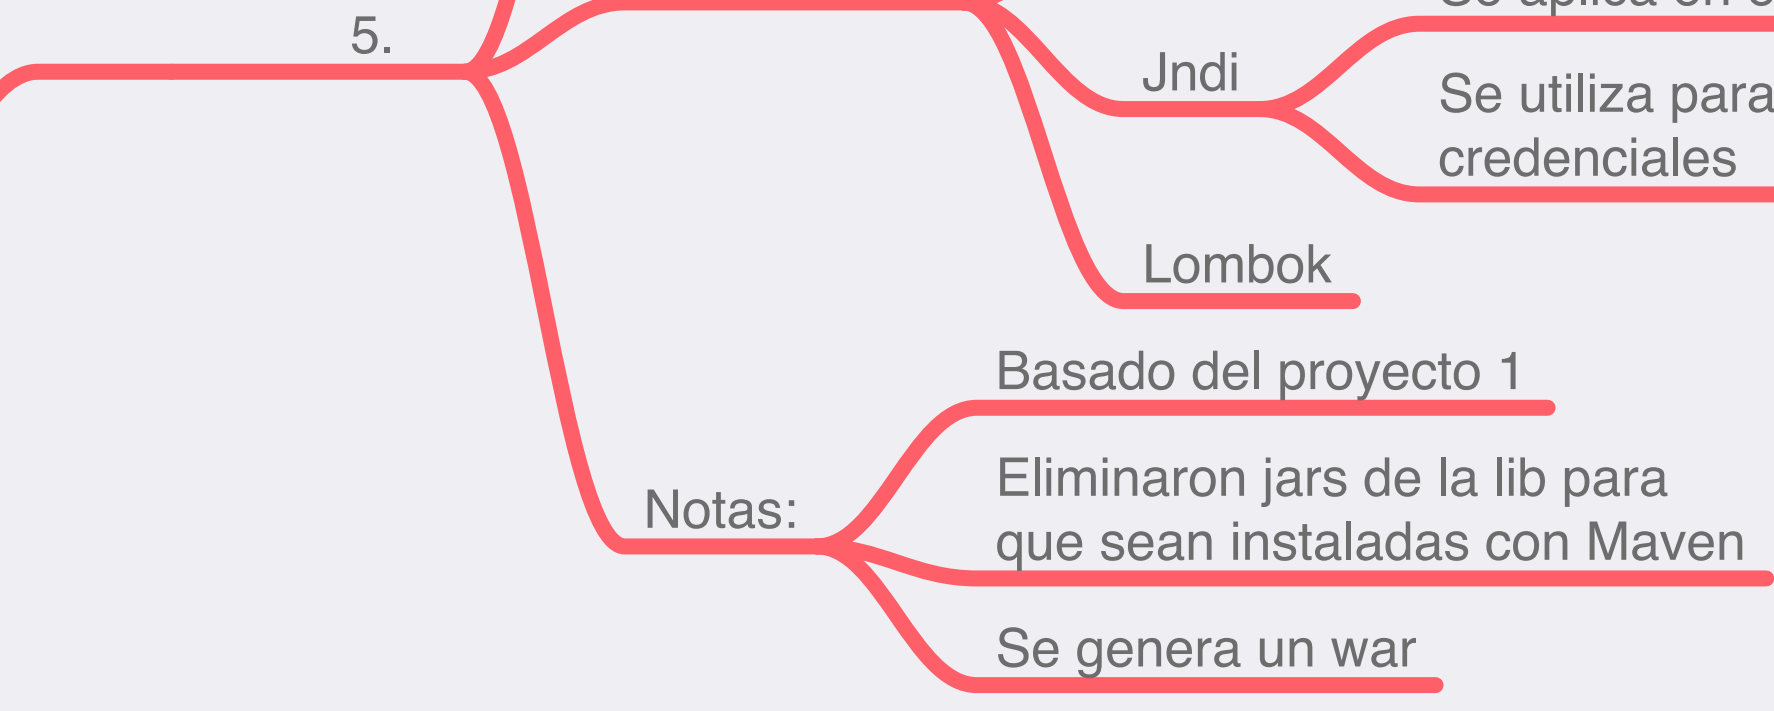 5.
Jndi
Se utiliza para
credenciales
Lombok
Basado del proyecto 1
Notas:
Eliminaron jars de la lib para
que sean instaladas con Maven
Se genera un war